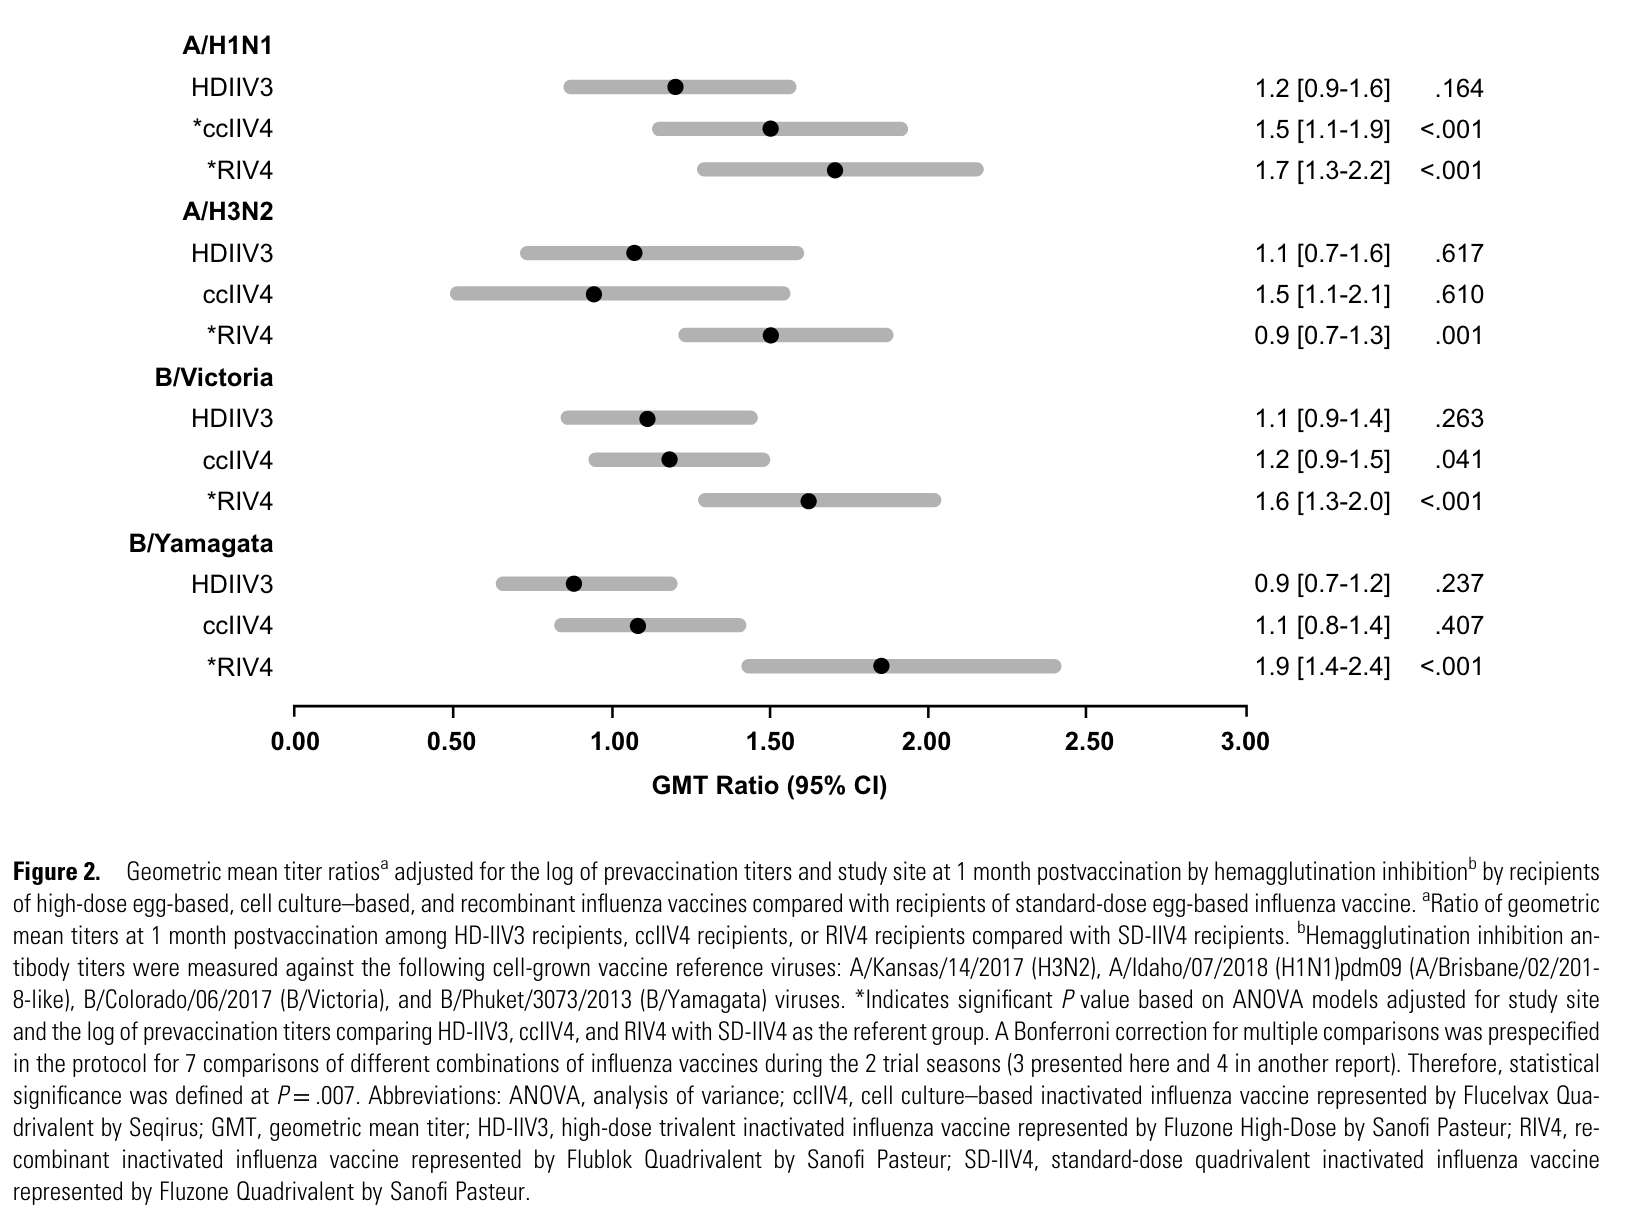 A/H1N1
HDIIV3 1.2 [0.9-1.6] .164
*ccIIV4 1.5 [1.1-1.9] <.001
*RIV4 1.7 [1.3-2.2] <.001
A/H3N2
HDIIV3 1.1 [0.7-1.6] .617
ccIIV4 1.5 [1.1-2.1] .610
*RIV4 0.9 [0.7-1.3] .001
B/Victoria
HDIIV3 1.1 [0.9-1.4] .263
ccIIV4 1.2 [0.9-1.5] .041
*RIV4 1.6 [1.3-2.0] <.001
B/Yamagata
HDIIV3 0.9 [0.7-1.2] .237
ccIIV4 1.1 [0.8-1.4] .407
*RIV4 1.9 [1.4-2.4] <.001
0.00 0.50 1.00 1.50 2.00 2.50 3.00
GMT Ratio (95% CI)
Figure 2. Geometric mean titer ratiosᵃ adjusted for the log of prevaccination titers and study site at 1 month postvaccination by hemagglutination inhibitionᵇ by recipients
of high-dose egg-based, cell culture–based, and recombinant influenza vaccines compared with recipients of standard-dose egg-based influenza vaccine. ᵃRatio of geometric
mean titers at 1 month postvaccination among HD-IIV3 recipients, ccIIV4 recipients, or RIV4 recipients compared with SD-IIV4 recipients. ᵇHemagglutination inhibition an-
tibody titers were measured against the following cell-grown vaccine reference viruses: A/Kansas/14/2017 (H3N2), A/Idaho/07/2018 (H1N1)pdm09 (A/Brisbane/02/201-
8-like), B/Colorado/06/2017 (B/Victoria), and B/Phuket/3073/2013 (B/Yamagata) viruses. *Indicates significant P value based on ANOVA models adjusted for study site
and the log of prevaccination titers comparing HD-IIV3, ccIIV4, and RIV4 with SD-IIV4 as the referent group. A Bonferroni correction for multiple comparisons was prespecified
in the protocol for 7 comparisons of different combinations of influenza vaccines during the 2 trial seasons (3 presented here and 4 in another report). Therefore, statistical
significance was defined at P = .007. Abbreviations: ANOVA, analysis of variance; ccIIV4, cell culture–based inactivated influenza vaccine represented by Flucelvax Qua-
drivalent by Seqirus; GMT, geometric mean titer; HD-IIV3, high-dose trivalent inactivated influenza vaccine represented by Fluzone High-Dose by Sanofi Pasteur; RIV4, re-
combinant inactivated influenza vaccine represented by Flublok Quadrivalent by Sanofi Pasteur; SD-IIV4, standard-dose quadrivalent inactivated influenza vaccine
represented by Fluzone Quadrivalent by Sanofi Pasteur.